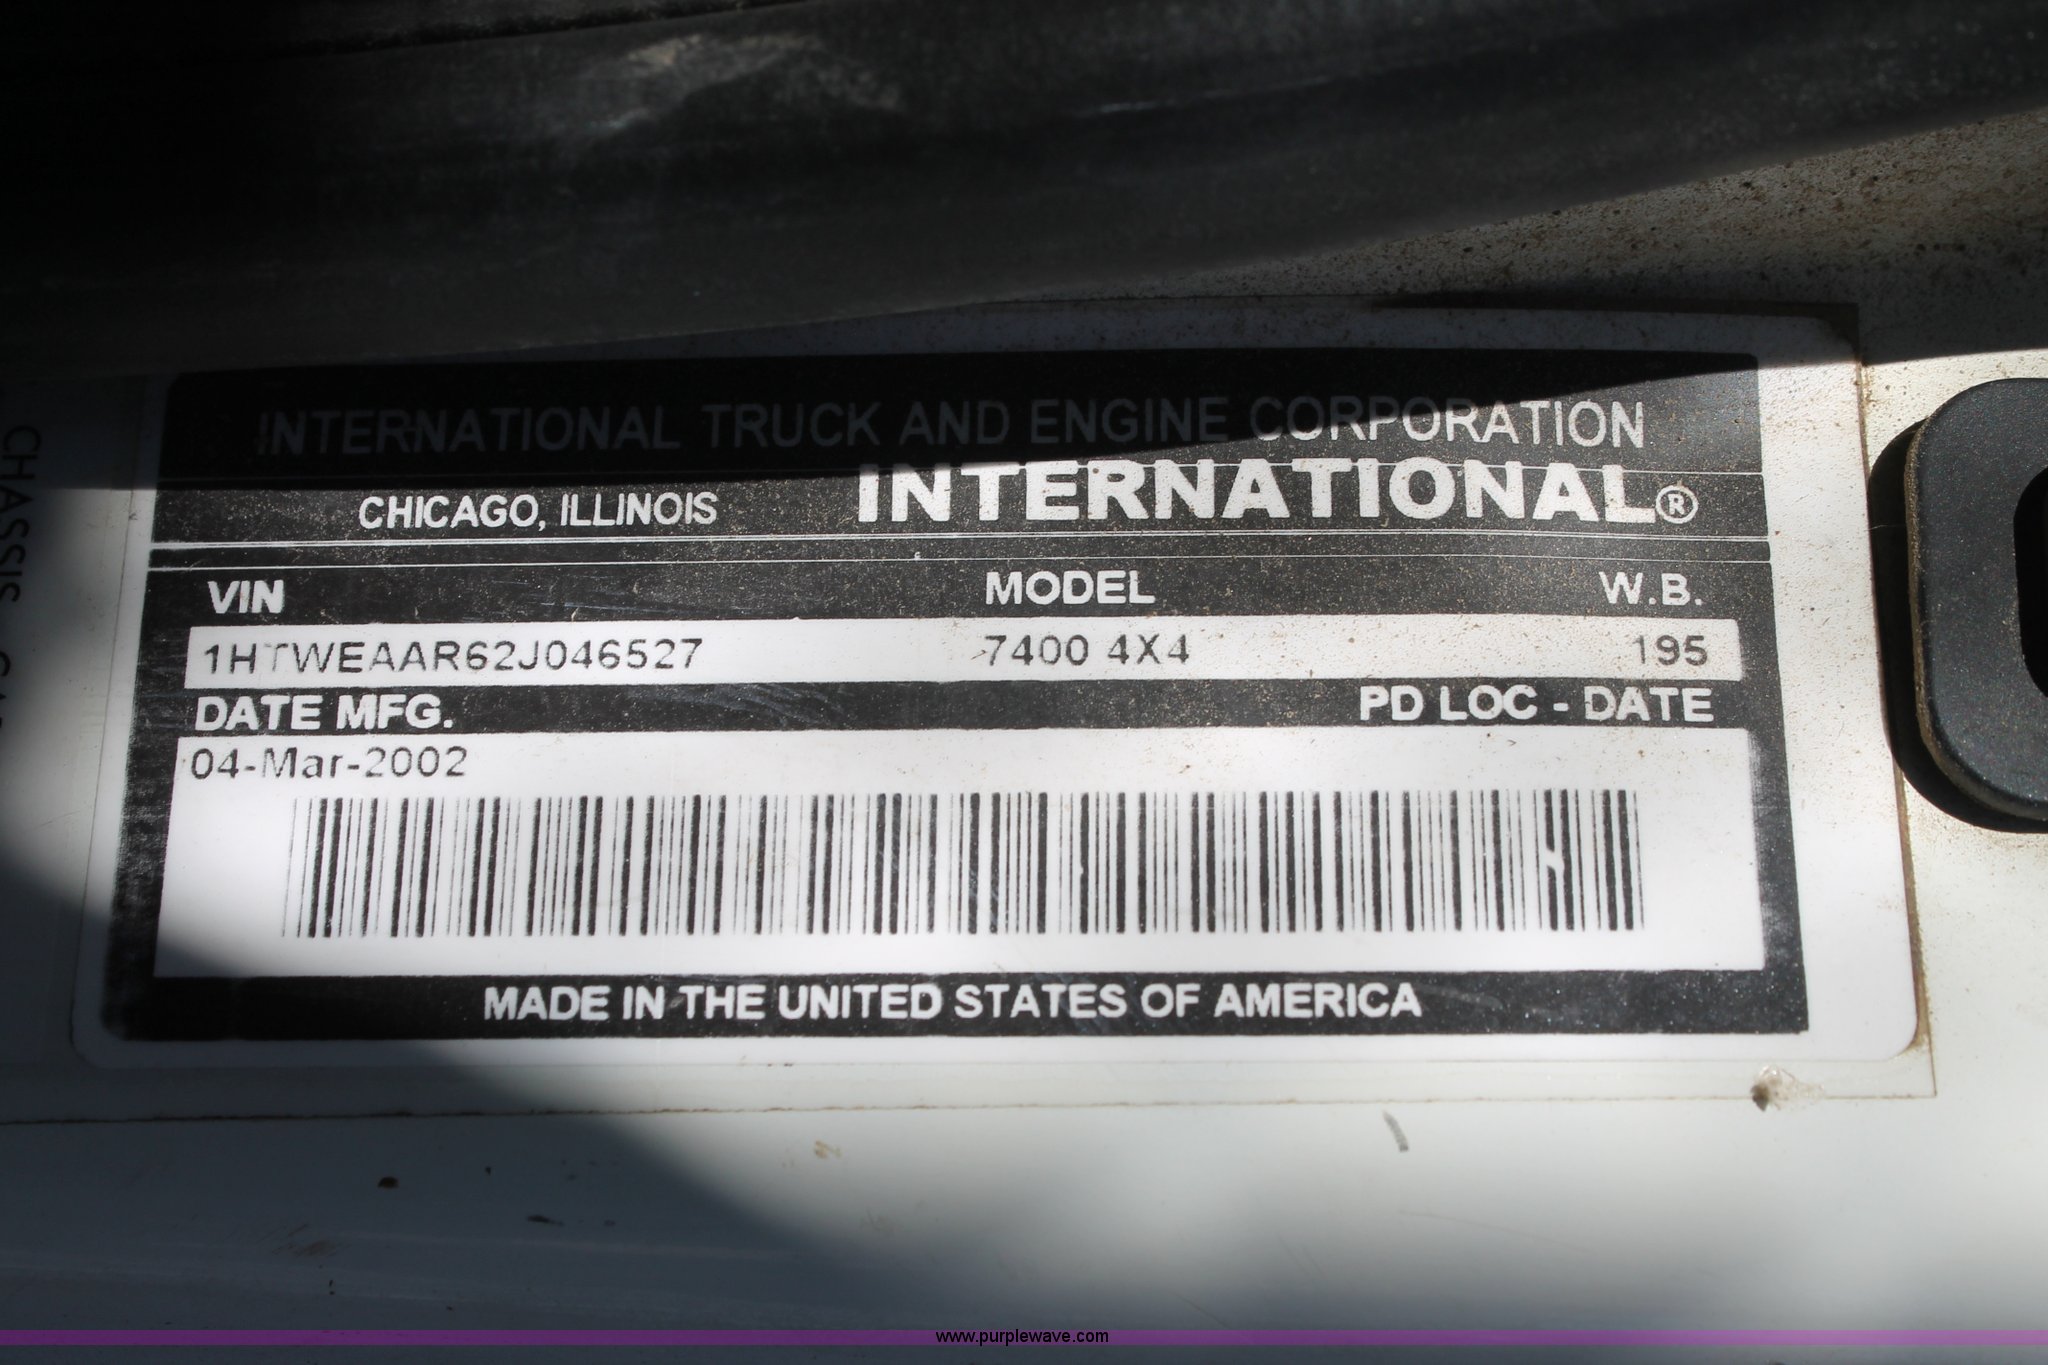 INTERNATIONAL TRUCK AND ENGINE CORPORATION
CHICAGO, ILLINOIS INTERNATIONAL®
VIN MODEL W.B.
1HTWEAAR62J046527 7400 4X4 195
DATE MFG. PD LOC - DATE
04-Mar-2002
MADE IN THE UNITED STATES OF AMERICA
CHASSIS
www.purplewave.com